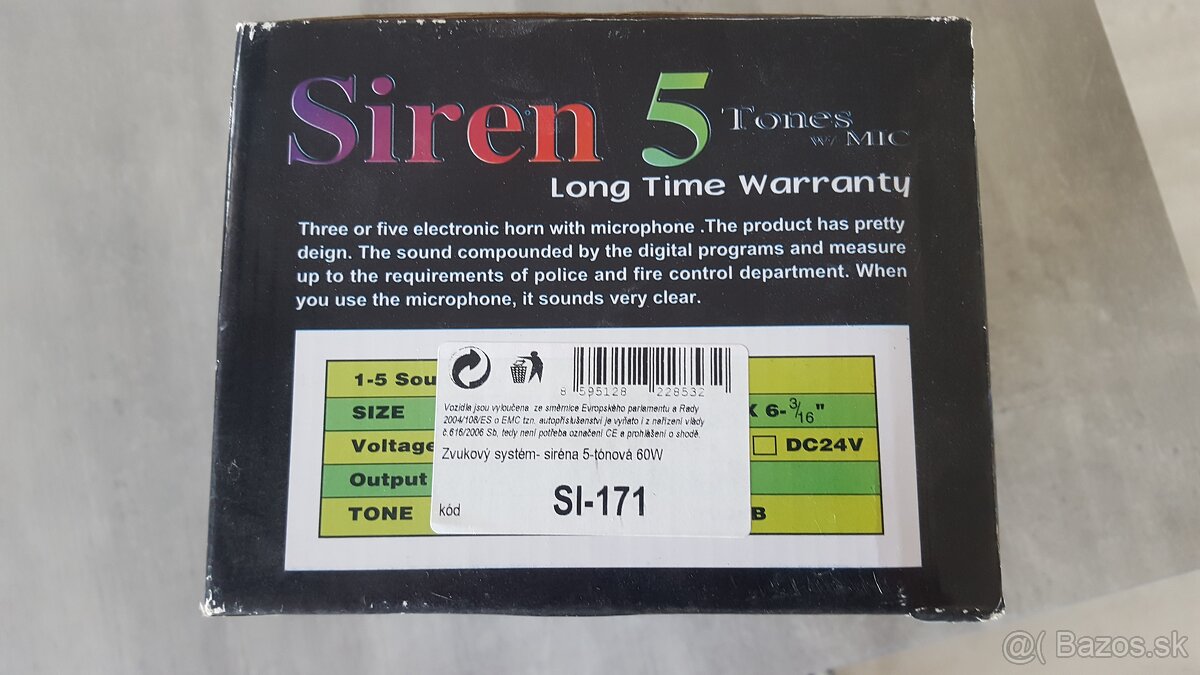 Siren 5 Tones
w/ MIC
Long Time Warranty
Three or five electronic horn with microphone .The product has pretty
deign. The sound compounded by the digital programs and measure
up to the requirements of police and fire control department. When
you use the microphone, it sounds very clear.
1-5 Sou
SIZE X 6-3/16"
Voltage DC24V
Output
TONE B
8 595128 228532
Vozidla jsou vyloučena ze směrnice Evropského parlamentu a Rady
2004/108/ES o EMC tzn. autopříslušenství je vyňato i z nařízení vlády
č.616/2006 Sb, tedy není potřeba označení CE a prohlášení o shodě.
Zvukový systém- siréna 5-tónová 60W
kód SI-171
@( Bazos.sk